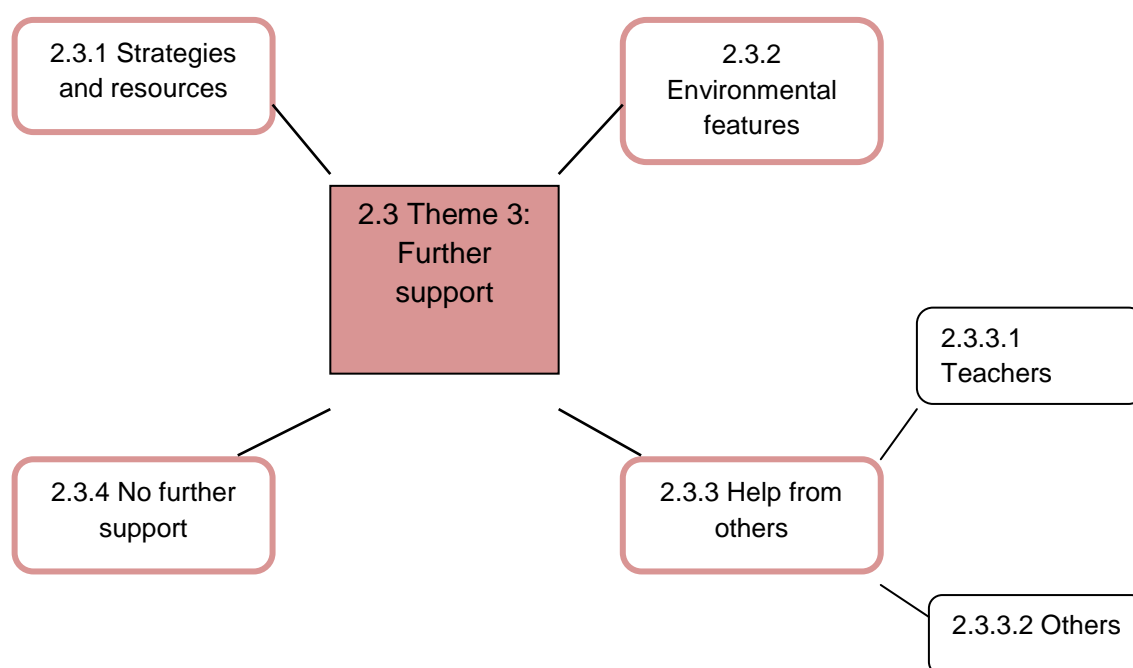 2.3.1 Strategies
and resources
2.3.2
Environmental
features
2.3 Theme 3:
Further
support
2.3.3.1
Teachers
2.3.4 No further
support
2.3.3 Help from
others
2.3.3.2 Others